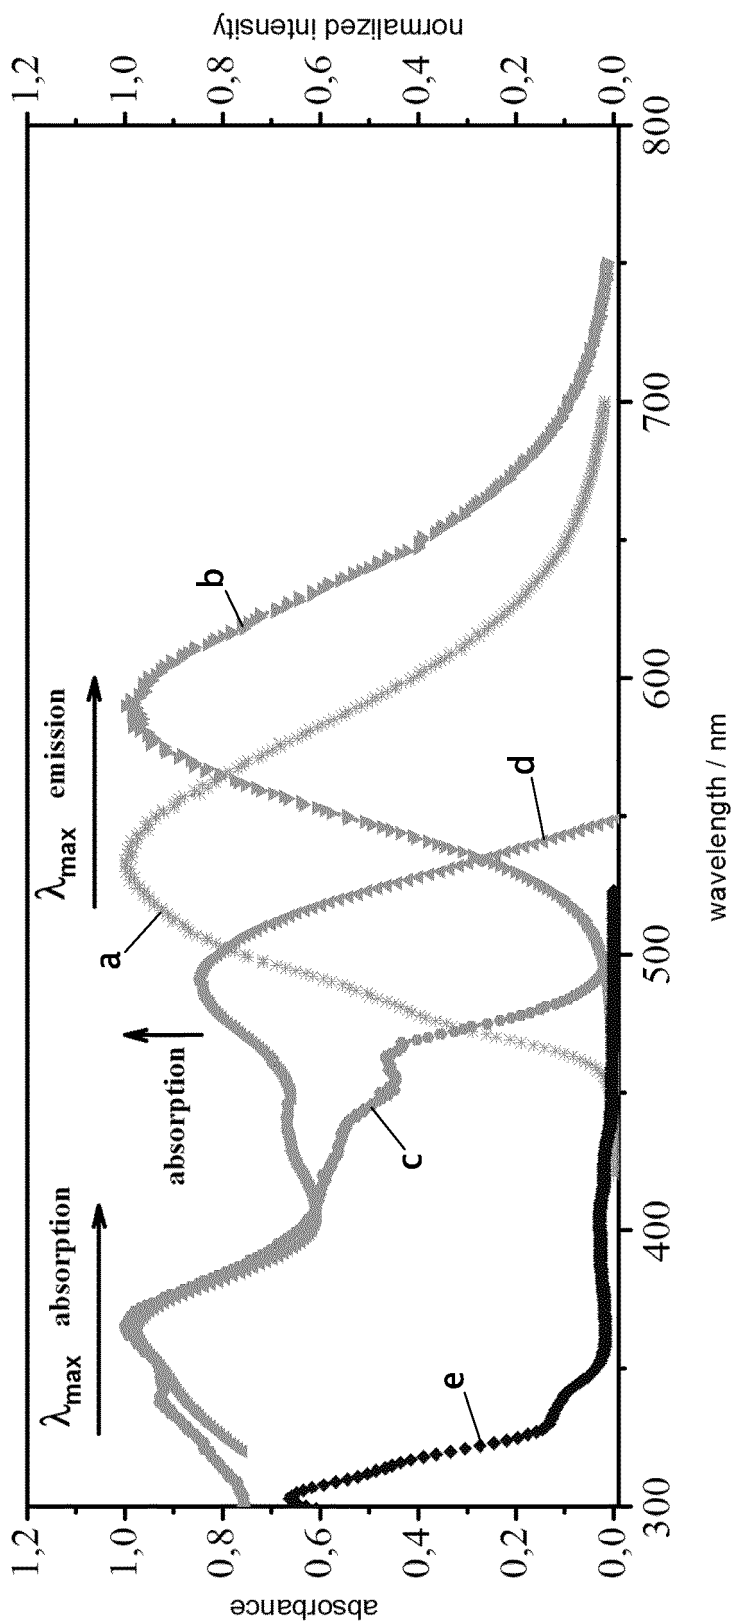 normalized intensity
1,2
1,0
0,8
0,6
0,4
0,2
0,0
λmax absorption
absorption
λmax emission
a
b
c
d
e
1,2
1,0
0,8
0,6
0,4
0,2
0,0
absorbance
300
400
500
600
700
800
wavelength / nm